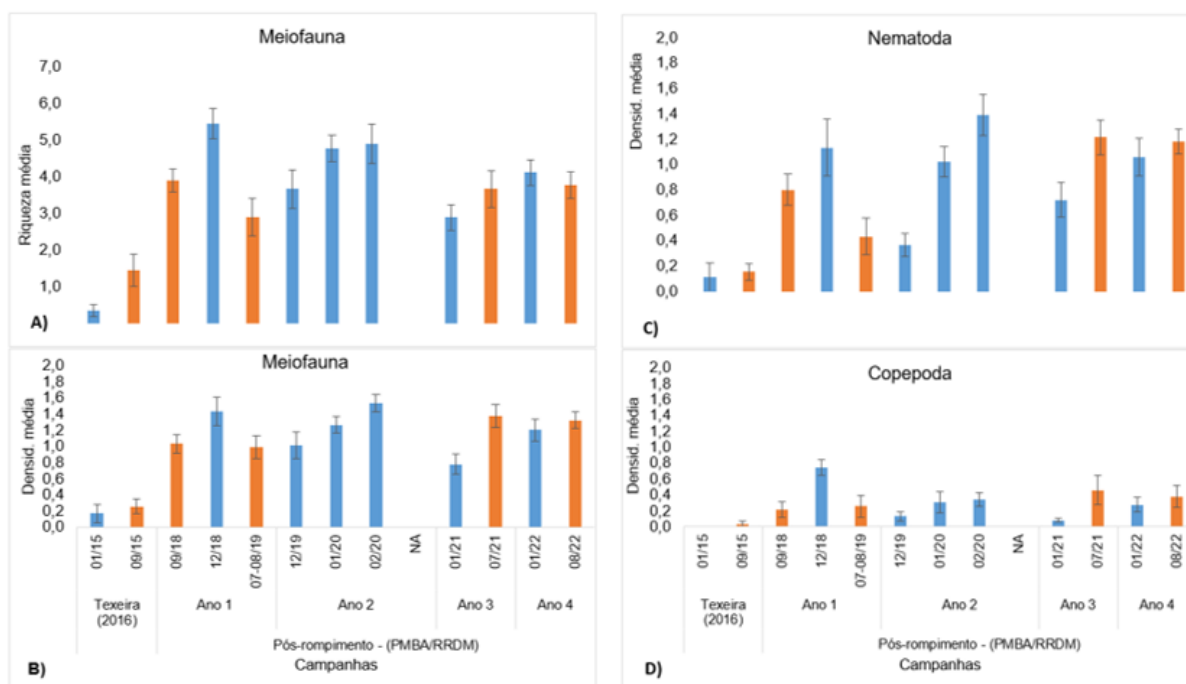 Meiofauna
7,0
6,0
5,0
4,0
3,0
2,0
1,0
Riqueza média
A)
Meiofauna
2,0
1,8
1,6
1,4
1,2
1,0
0,8
0,6
0,4
0,2
0,0
Densid. média
01/15
09/15
09/18
12/18
07-08/19
12/19
01/20
02/20
NA
01/21
07/21
01/22
08/22
Texeira
(2016)
Ano 1
Ano 2
Ano 3
Ano 4
Pós-rompimento - (PMBA/RRDM)
Campanhas
B)
Nematoda
2,0
1,8
1,6
1,4
1,2
1,0
0,8
0,6
0,4
0,2
0,0
Densid. média
C)
Copepoda
2,0
1,8
1,6
1,4
1,2
1,0
0,8
0,6
0,4
0,2
0,0
Densid. média
01/15
09/15
09/18
12/18
07-08/19
12/19
01/20
02/20
NA
01/21
07/21
01/22
08/22
Texeira
(2016)
Ano 1
Ano 2
Ano 3
Ano 4
Pós-rompimento - (PMBA/RRDM)
Campanhas
D)